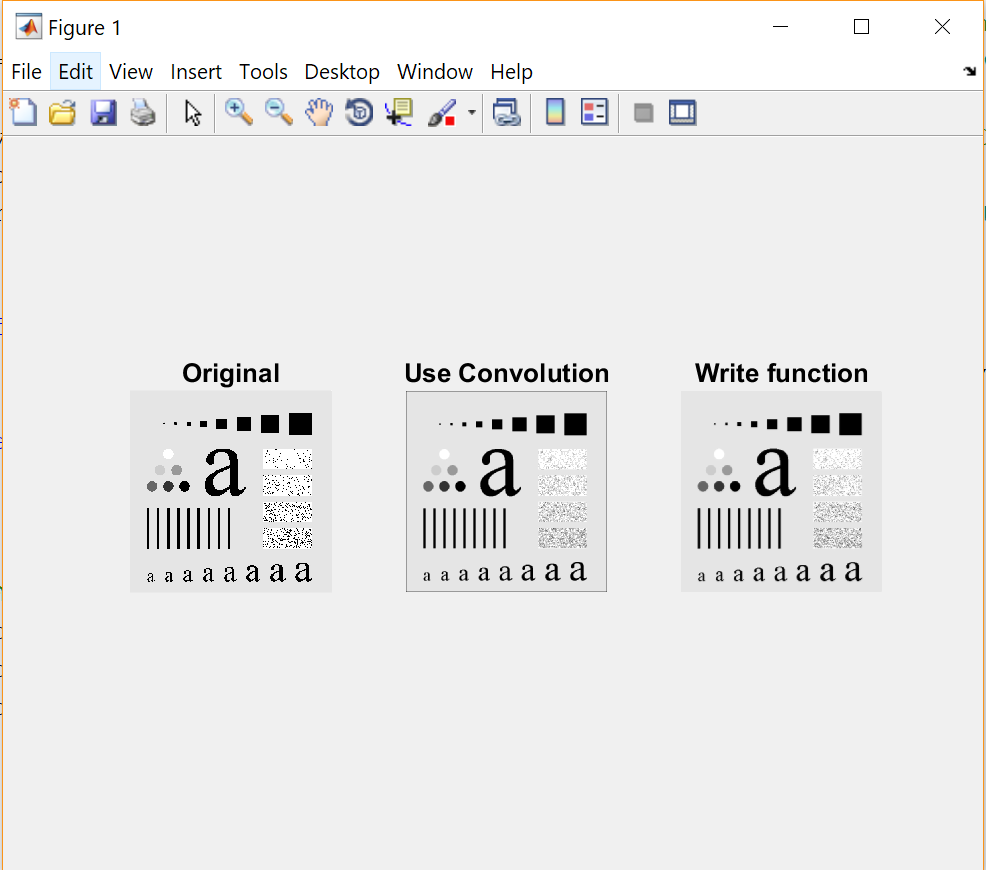 Figure 1
File Edit View Insert Tools Desktop Window Help
Original Use Convolution Write function
a a a
a a a a a a a a a a a a a a a a a a a a a a a a